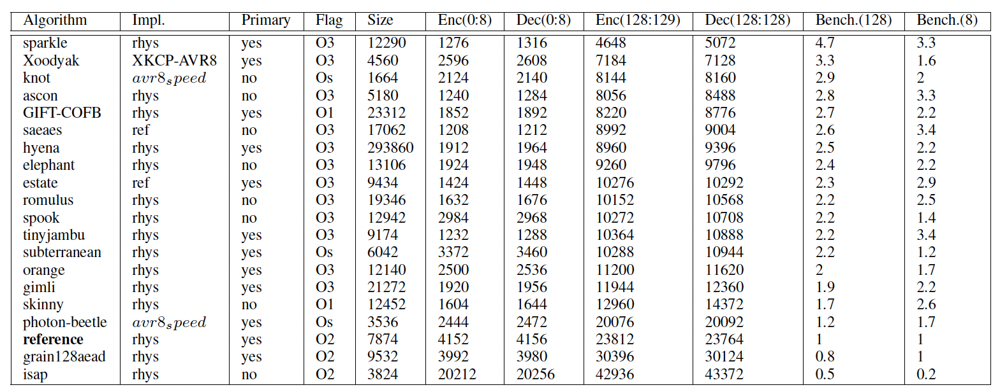 Algorithm Impl. Primary Flag Size Enc(0:8) Dec(0:8) Enc(128:129) Dec(128:128) Bench.(128) Bench.(8)
sparkle rhys yes O3 12290 1276 1316 4648 5072 4.7 3.3
Xoodyak XKCP-AVR8 yes O3 4560 2596 2608 7184 7128 3.3 1.6
knot avr8speed no Os 1664 2124 2140 8144 8160 2.9 2
ascon rhys no O3 5180 1240 1284 8056 8488 2.8 3.3
GIFT-COFB rhys yes O1 23312 1852 1892 8220 8776 2.7 2.2
saeaes ref no O3 17062 1208 1212 8992 9004 2.6 3.4
hyena rhys yes O3 293860 1912 1964 8960 9396 2.5 2.2
elephant rhys no O3 13106 1924 1948 9260 9796 2.4 2.2
estate ref yes O3 9434 1424 1448 10276 10292 2.3 2.9
romulus rhys no O3 19346 1632 1676 10152 10568 2.2 2.5
spook rhys no O3 12942 2984 2968 10272 10708 2.2 1.4
tinyjambu rhys yes O3 9174 1232 1288 10364 10888 2.2 3.4
subterranean rhys yes Os 6042 3372 3460 10288 10944 2.2 1.2
orange rhys yes O3 12140 2500 2536 11200 11620 2 1.7
gimli rhys yes O3 21272 1920 1956 11944 12360 1.9 2.2
skinny rhys no O1 12452 1604 1644 12960 14372 1.7 2.6
photon-beetle avr8speed yes Os 3536 2444 2472 20076 20092 1.2 1.7
reference rhys yes O2 7874 4152 4156 23812 23764 1 1
grain128aead rhys yes O2 9532 3992 3980 30396 30124 0.8 1
isap rhys no O2 3824 20212 20256 42936 43372 0.5 0.2